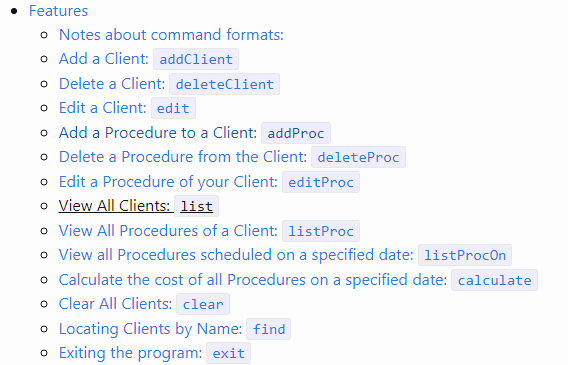 Features
Notes about command formats:
Add a Client: addClient
Delete a Client: deleteClient
Edit a Client: edit
Add a Procedure to a Client: addProc
Delete a Procedure from the Client: deleteProc
Edit a Procedure of your Client: editProc
View All Clients: list
View All Procedures of a Client: listProc
View all Procedures scheduled on a specified date: listProcOn
Calculate the cost of all Procedures on a specified date: calculate
Clear All Clients: clear
Locating Clients by Name: find
Exiting the program: exit